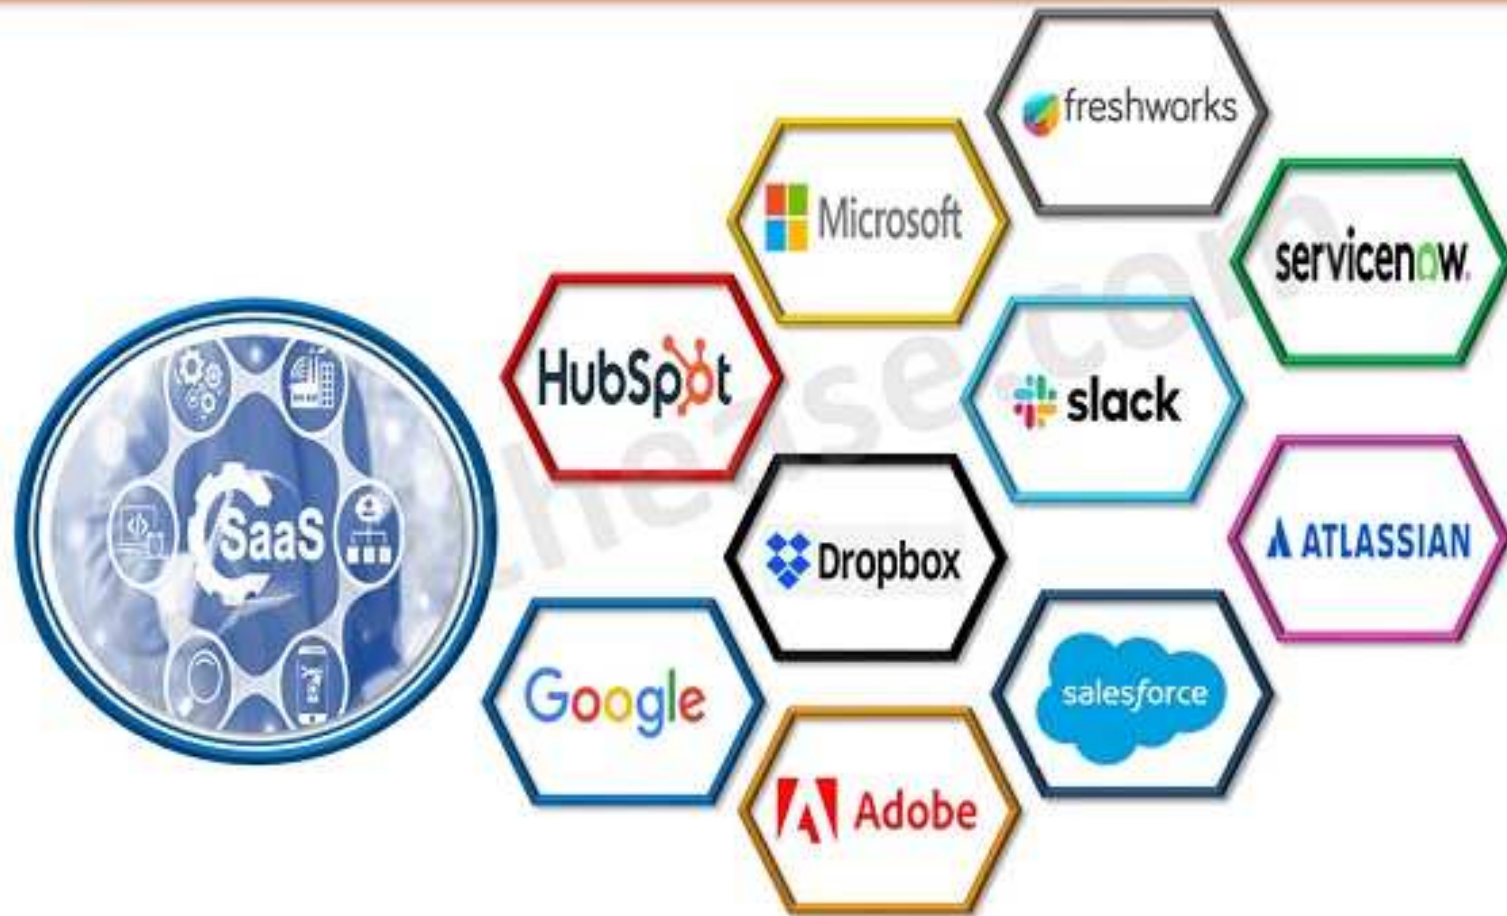 freshworks
Microsoft
servicenow.
HubSpot
slack
SaaS
Dropbox
ATLASSIAN
Google
salesforce
Adobe